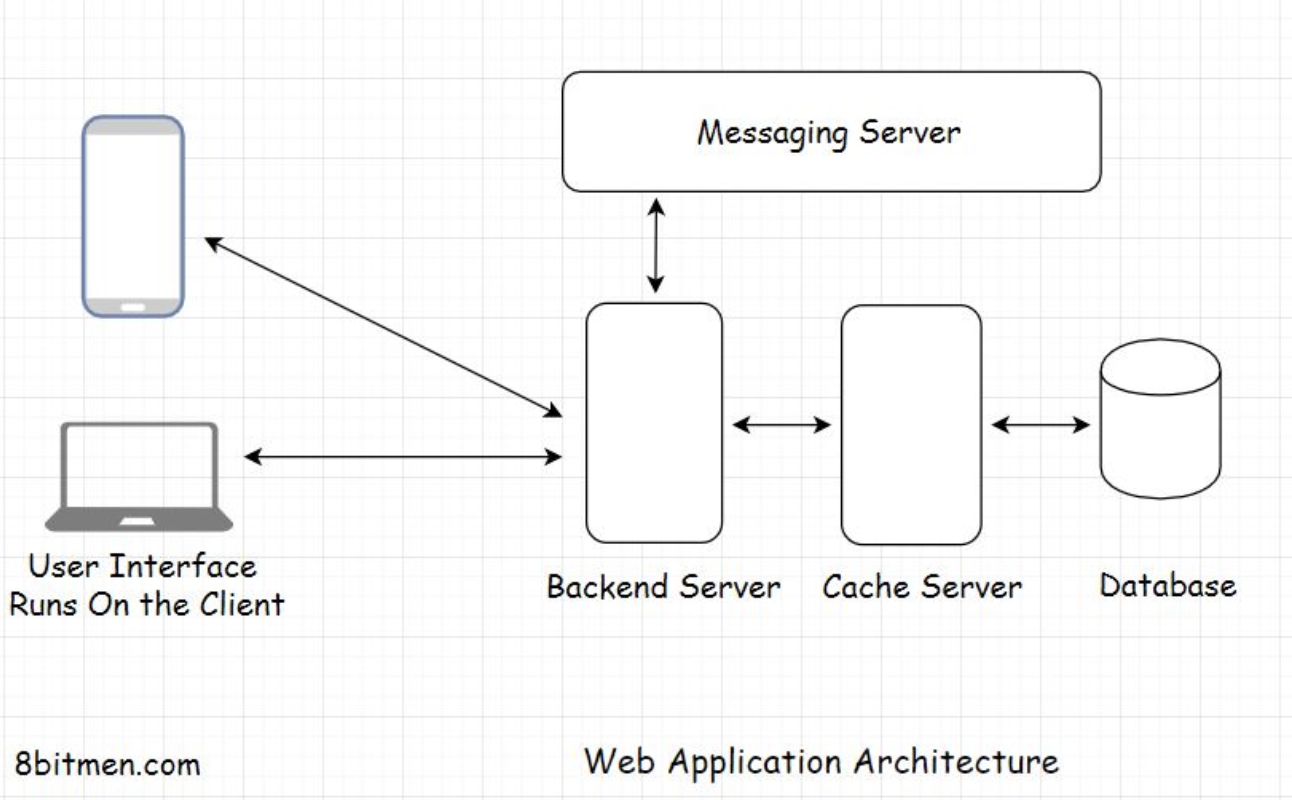 Messaging Server
User Interface
Runs On the Client
Backend Server
Cache Server
Database
8bitmen.com
Web Application Architecture